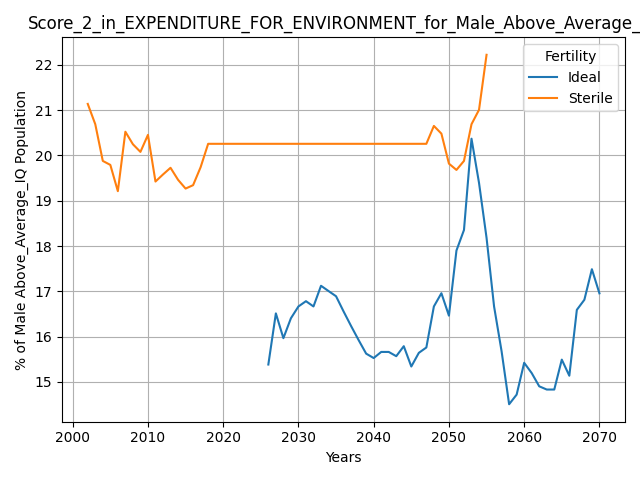 Score_2_in_EXPENDITURE_FOR_ENVIRONMENT_for_Male_Above_Average_
Fertility
Ideal
Sterile
% of Male Above_Average_IQ Population
22
21
20
19
18
17
16
15
2000 2010 2020 2030 2040 2050 2060 2070
Years